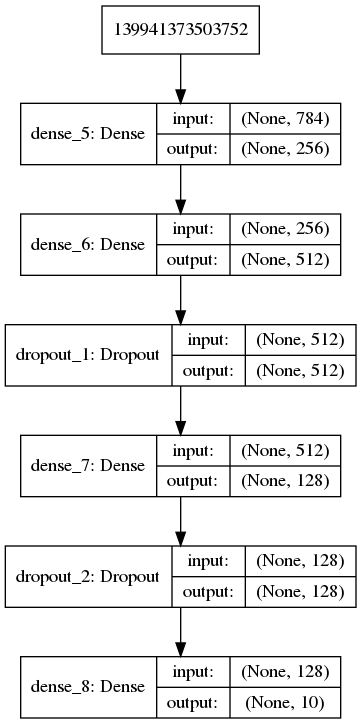 139941373503752
dense_5: Dense
input: (None, 784)
output: (None, 256)
dense_6: Dense
input: (None, 256)
output: (None, 512)
dropout_1: Dropout
input: (None, 512)
output: (None, 512)
dense_7: Dense
input: (None, 512)
output: (None, 128)
dropout_2: Dropout
input: (None, 128)
output: (None, 128)
dense_8: Dense
input: (None, 128)
output: (None, 10)